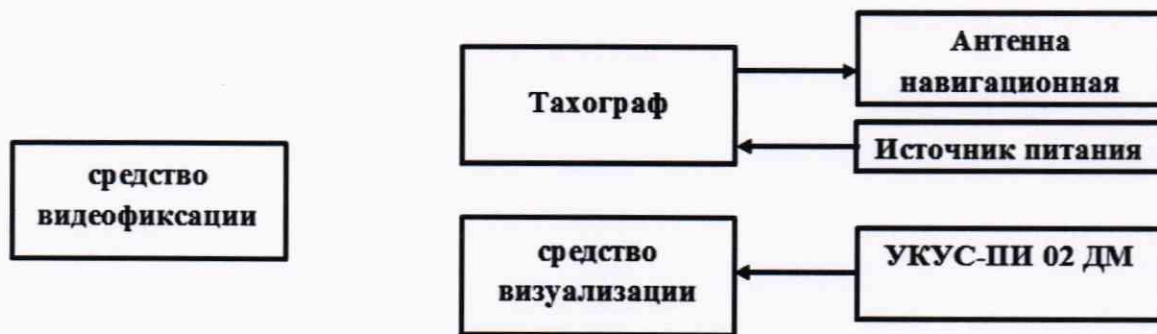 средство
видеофиксации
Тахограф
Антенна
навигационная
Источник питания
средство
визуализации
УКУС-ПИ 02 ДМ